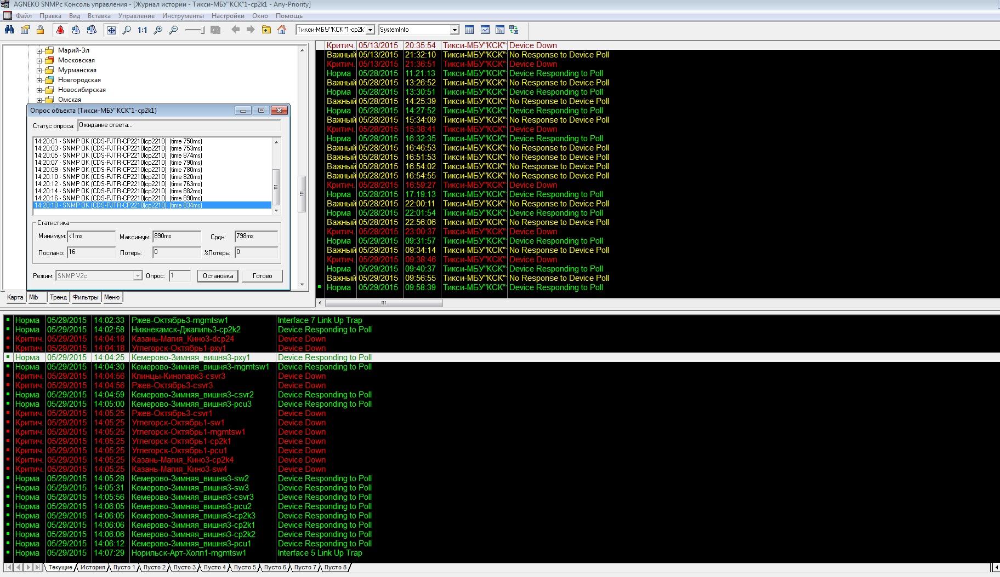 AGNEKO SNMPc Консоль управления - [Журнал истории - Тикси-МБУ"КСК"1-cp2k1 - Any-Priority]
Файл Правка Вид Вставка Управление Инструменты Настройки Окно Помощь
1:1 Тикси-МБУ"КСК"1-cp2k SystemInfo
Марий-Эл
Московская
Мурманская
Новгородская
Новосибирская
Омская
Опрос объекта (Тикси-МБУ"КСК"1-cp2k1)
Статус опроса: Ожидание ответа...
14:20:01 - SNMP OK (CDS-PJTR-CP2210|cp2210) (time 750ms)
14:20:03 - SNMP OK (CDS-PJTR-CP2210|cp2210) (time 753ms)
14:20:05 - SNMP OK (CDS-PJTR-CP2210|cp2210) (time 874ms)
14:20:07 - SNMP OK (CDS-PJTR-CP2210|cp2210) (time 790ms)
14:20:09 - SNMP OK (CDS-PJTR-CP2210|cp2210) (time 780ms)
14:20:10 - SNMP OK (CDS-PJTR-CP2210|cp2210) (time 820ms)
14:20:12 - SNMP OK (CDS-PJTR-CP2210|cp2210) (time 763ms)
14:20:14 - SNMP OK (CDS-PJTR-CP2210|cp2210) (time 882ms)
14:20:16 - SNMP OK (CDS-PJTR-CP2210|cp2210) (time 890ms)
14:20:18 - SNMP OK (CDS-PJTR-CP2210|cp2210) (time 834ms)
Статистика
Минимум: <1ms Максимум: 890ms Срдн: 798ms
Послано: 16 Потерь: 0 %Потерь: 0
Режим: SNMP V2c Опрос: 1 Остановка Готово
Карта Mib Тренд Фильтры Меню
Критич. 05/13/2015 20:35:54 Тикси-МБУ"КСК" Device Down
Важный 05/13/2015 21:32:10 Тикси-МБУ"КСК" No Response to Device Poll
Критич. 05/13/2015 21:36:51 Тикси-МБУ"КСК" Device Down
Норма 05/28/2015 11:21:13 Тикси-МБУ"КСК" Device Responding to Poll
Важный 05/28/2015 13:26:52 Тикси-МБУ"КСК" No Response to Device Poll
Норма 05/28/2015 13:30:51 Тикси-МБУ"КСК" Device Responding to Poll
Важный 05/28/2015 14:25:39 Тикси-МБУ"КСК" No Response to Device Poll
Норма 05/28/2015 14:27:52 Тикси-МБУ"КСК" Device Responding to Poll
Важный 05/28/2015 15:34:09 Тикси-МБУ"КСК" No Response to Device Poll
Критич. 05/28/2015 15:38:41 Тикси-МБУ"КСК" Device Down
Норма 05/28/2015 16:32:35 Тикси-МБУ"КСК" Device Responding to Poll
Важный 05/28/2015 16:46:53 Тикси-МБУ"КСК" No Response to Device Poll
Важный 05/28/2015 16:51:53 Тикси-МБУ"КСК" No Response to Device Poll
Важный 05/28/2015 16:54:02 Тикси-МБУ"КСК" No Response to Device Poll
Важный 05/28/2015 16:54:55 Тикси-МБУ"КСК" No Response to Device Poll
Критич. 05/28/2015 16:59:27 Тикси-МБУ"КСК" Device Down
Норма 05/28/2015 17:19:13 Тикси-МБУ"КСК" Device Responding to Poll
Важный 05/28/2015 22:00:11 Тикси-МБУ"КСК" No Response to Device Poll
Норма 05/28/2015 22:01:54 Тикси-МБУ"КСК" Device Responding to Poll
Важный 05/28/2015 22:56:06 Тикси-МБУ"КСК" No Response to Device Poll
Критич. 05/28/2015 23:00:37 Тикси-МБУ"КСК" Device Down
Норма 05/29/2015 09:31:57 Тикси-МБУ"КСК" Device Responding to Poll
Важный 05/29/2015 09:34:14 Тикси-МБУ"КСК" No Response to Device Poll
Критич. 05/29/2015 09:38:46 Тикси-МБУ"КСК" Device Down
Норма 05/29/2015 09:40:37 Тикси-МБУ"КСК" Device Responding to Poll
Важный 05/29/2015 09:56:55 Тикси-МБУ"КСК" No Response to Device Poll
Норма 05/29/2015 09:58:39 Тикси-МБУ"КСК" Device Responding to Poll
Норма 05/29/2015 14:02:33 Ржев-Октябрь3-mgmtsw1 Interface 7 Link Up Trap
Норма 05/29/2015 14:02:58 Нижнекамск-Джалиль3-cp2k2 Device Responding to Poll
Критич. 05/29/2015 14:04:18 Казань-Магия_Кино3-dcp24 Device Down
Критич. 05/29/2015 14:04:18 Углегорск-Октябрь1-pxy1 Device Down
Норма 05/29/2015 14:04:25 Кемерово-Зимняя_вишня3-pxy1 Device Responding to Poll
Норма 05/29/2015 14:04:30 Кемерово-Зимняя_вишня3-mgmtsw1 Device Responding to Poll
Критич. 05/29/2015 14:04:56 Клинцы-Кинопарк3-csvr3 Device Down
Критич. 05/29/2015 14:04:56 Ржев-Октябрь3-csvr3 Device Down
Норма 05/29/2015 14:04:59 Кемерово-Зимняя_вишня3-csvr2 Device Responding to Poll
Норма 05/29/2015 14:05:00 Кемерово-Зимняя_вишня3-pcu3 Device Responding to Poll
Критич. 05/29/2015 14:05:25 Ржев-Октябрь3-csvr1 Device Down
Критич. 05/29/2015 14:05:25 Углегорск-Октябрь1-sw1 Device Down
Критич. 05/29/2015 14:05:25 Углегорск-Октябрь1-mgmtsw1 Device Down
Критич. 05/29/2015 14:05:25 Углегорск-Октябрь1-cp2k1 Device Down
Критич. 05/29/2015 14:05:25 Углегорск-Октябрь1-pcu1 Device Down
Критич. 05/29/2015 14:05:25 Казань-Магия_Кино3-cp2k4 Device Down
Критич. 05/29/2015 14:05:25 Казань-Магия_Кино3-sw4 Device Down
Норма 05/29/2015 14:05:28 Кемерово-Зимняя_вишня3-sw2 Device Responding to Poll
Норма 05/29/2015 14:05:31 Кемерово-Зимняя_вишня3-sw3 Device Responding to Poll
Норма 05/29/2015 14:05:56 Кемерово-Зимняя_вишня3-csvr3 Device Responding to Poll
Норма 05/29/2015 14:06:05 Кемерово-Зимняя_вишня3-pcu2 Device Responding to Poll
Норма 05/29/2015 14:06:05 Кемерово-Зимняя_вишня3-cp2k3 Device Responding to Poll
Норма 05/29/2015 14:06:06 Кемерово-Зимняя_вишня3-cp2k1 Device Responding to Poll
Норма 05/29/2015 14:06:06 Кемерово-Зимняя_вишня3-cp2k2 Device Responding to Poll
Норма 05/29/2015 14:06:12 Кемерово-Зимняя_вишня3-pcu1 Device Responding to Poll
Норма 05/29/2015 14:07:29 Норильск-Арт-Холл1-mgmtsw1 Interface 5 Link Up Trap
Текущие История Пусто 1 Пусто 2 Пусто 3 Пусто 4 Пусто 5 Пусто 6 Пусто 7 Пусто 8